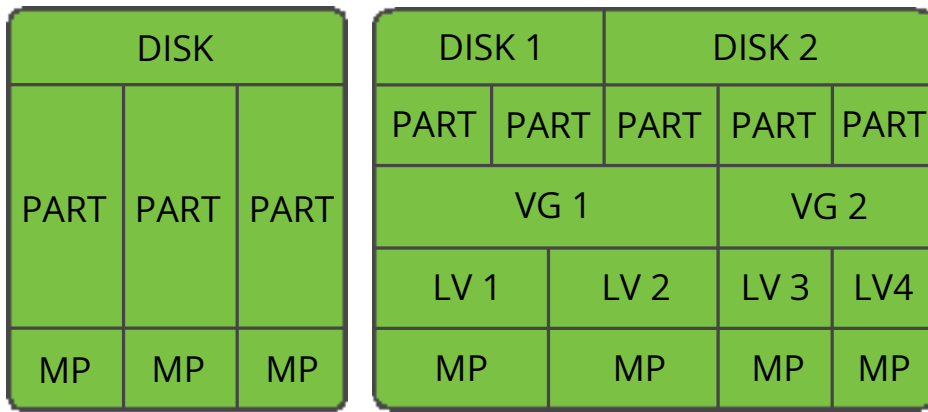 DISK
PART PART PART
MP MP MP
DISK 1 DISK 2
PART PART PART PART PART
VG 1 VG 2
LV 1 LV 2 LV 3 LV4
MP MP MP MP